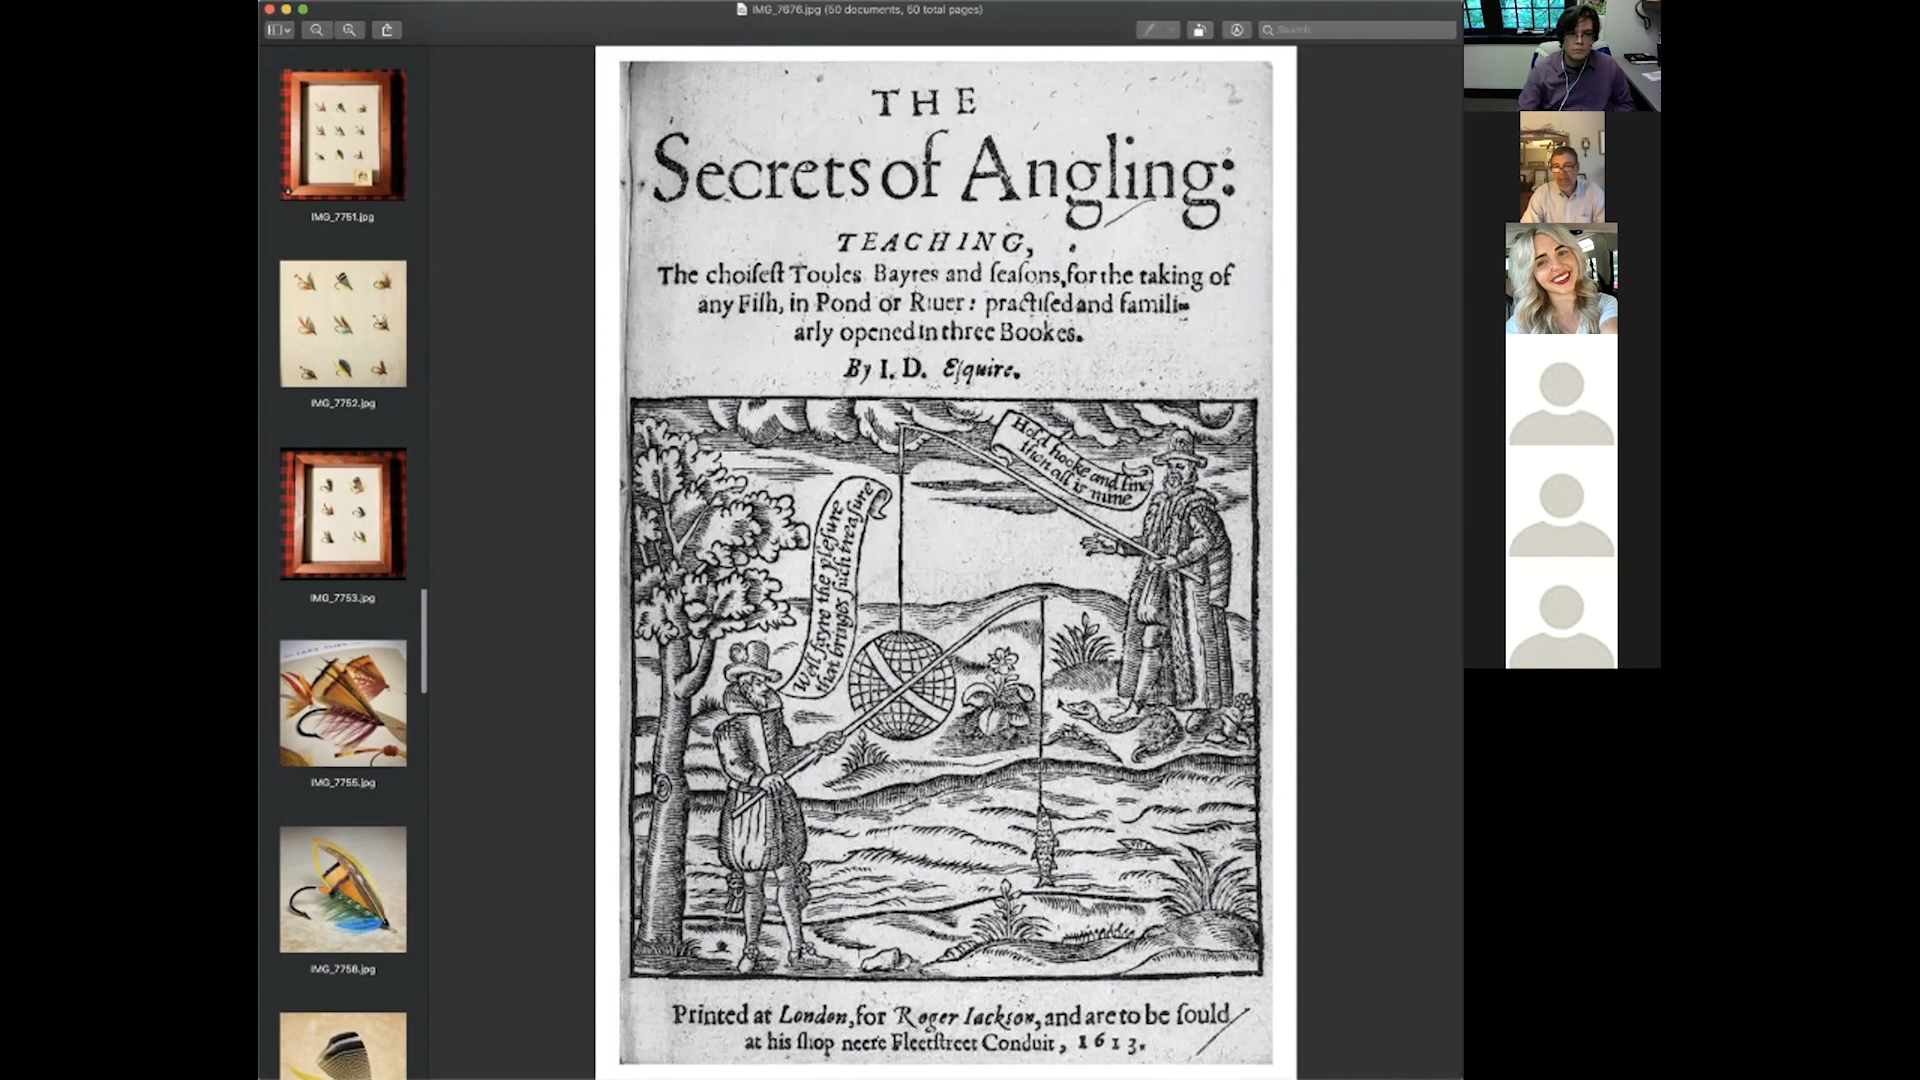 IMG_7676.jpg (50 documents, 50 total pages)
Search
IMG_7751.jpg
IMG_7752.jpg
IMG_7753.jpg
IMG_7755.jpg
IMG_7758.jpg
2
THE
Secrets of Angling:
TEACHING,
The choiſeſt Tooles Baytes and ſeaſons, for the taking of
any Fiſh, in Pond or Riuer: practiſed and famili-
arly opened in three Bookes.
By I. D. Eſquire.
Hold hooke and line
then all is mine
Wel fayre the pleſure
that bringes ſuch treaſure
Printed at London, for Roger Iackſon, and are to be ſould
at his ſhop neere Fleetſtreet Conduit, 1613.